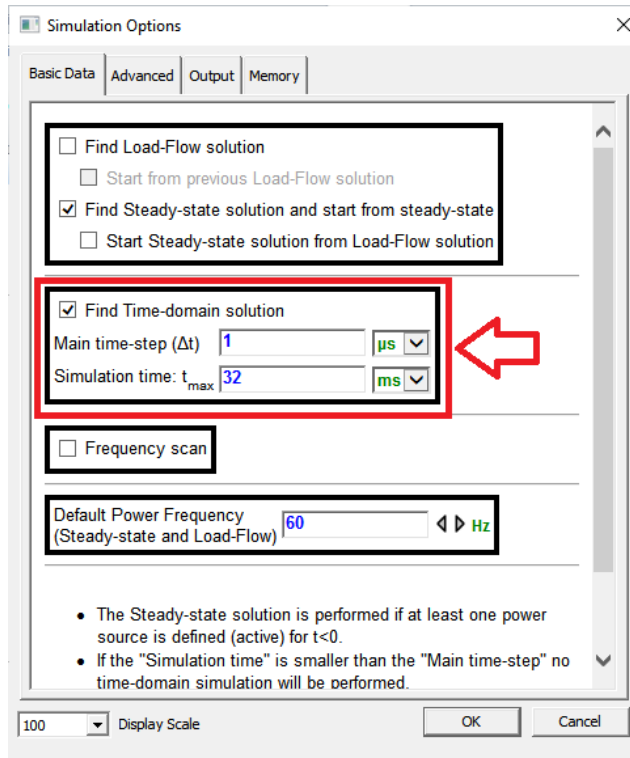 Simulation Options
Basic Data Advanced Output Memory
Find Load-Flow solution
Start from previous Load-Flow solution
Find Steady-state solution and start from steady-state
Start Steady-state solution from Load-Flow solution
Find Time-domain solution
Main time-step (Δt) 1 µs
Simulation time: tmax 32 ms
Frequency scan
Default Power Frequency
(Steady-state and Load-Flow) 60 Hz
• The Steady-state solution is performed if at least one power
source is defined (active) for t<0.
• If the "Simulation time" is smaller than the "Main time-step" no
time-domain simulation will be performed.
100 Display Scale OK Cancel